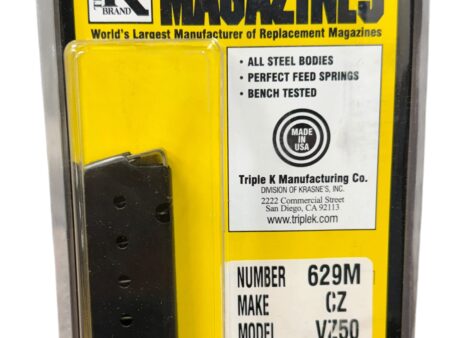 THE
K
BRAND
MAGAZINES
World's Largest Manufacturer of Replacement Magazines
• ALL STEEL BODIES
• PERFECT FEED SPRINGS
• BENCH TESTED
MADE
IN
USA
Triple K Manufacturing Co.
DIVISION OF KRASNE'S, INC.
2222 Commercial Street
San Diego, CA 92113
www.triplek.com
NUMBER 629M
MAKE CZ
MODEL VZ50